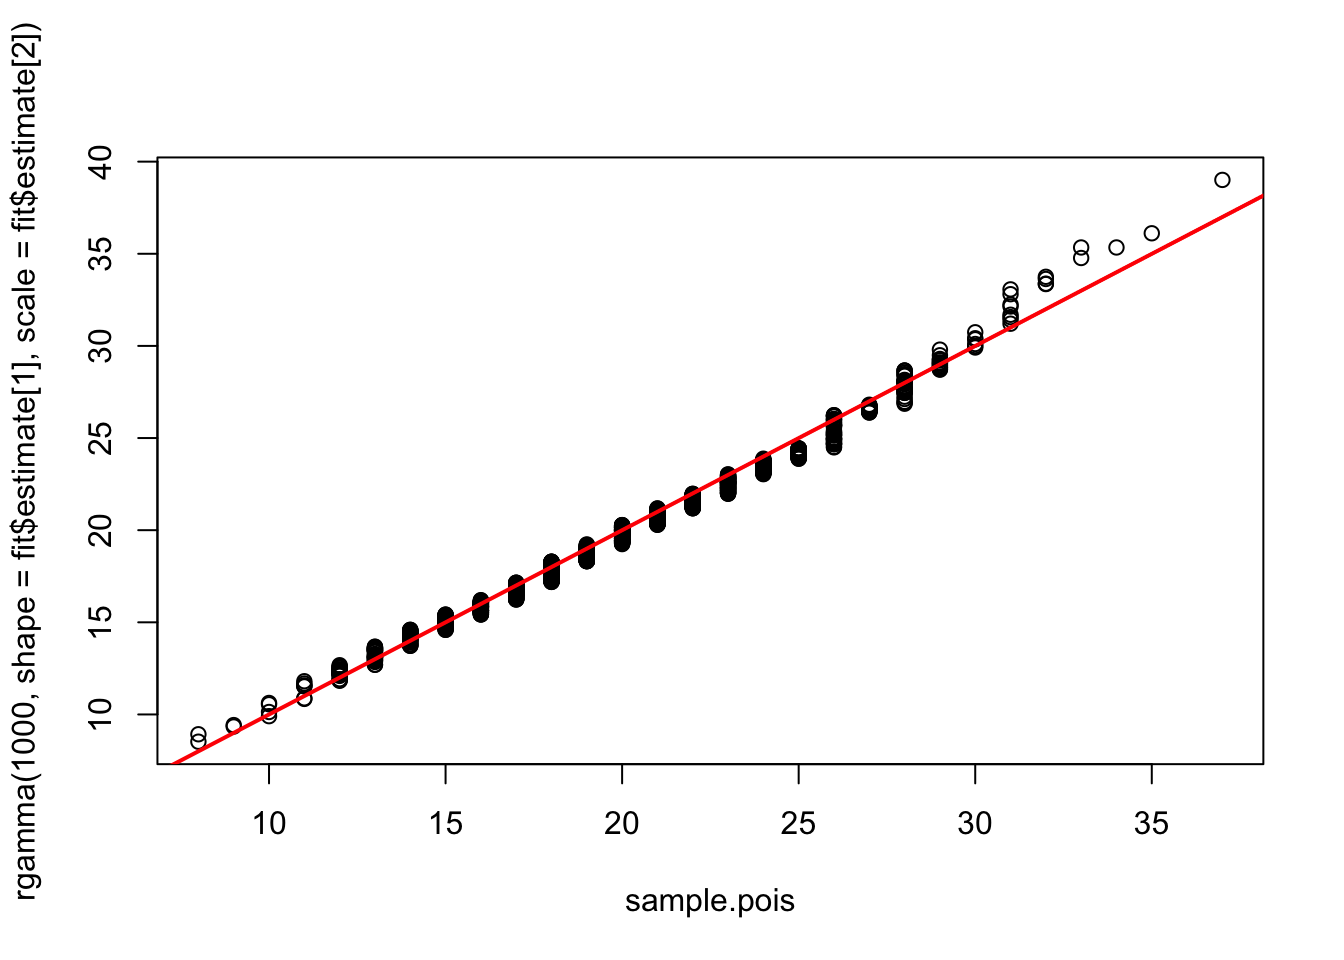 rgamma(1000, shape = fit$estimate[1], scale = fit$estimate[2])
40
35
30
25
20
15
10
10 15 20 25 30 35
sample.pois